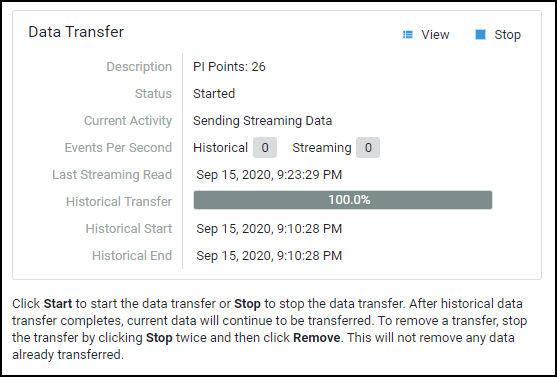 Data Transfer View Stop
Description PI Points: 26
Status Started
Current Activity Sending Streaming Data
Events Per Second Historical 0 Streaming 0
Last Streaming Read Sep 15, 2020, 9:23:29 PM
Historical Transfer 100.0%
Historical Start Sep 15, 2020, 9:10:28 PM
Historical End Sep 15, 2020, 9:10:28 PM
Click Start to start the data transfer or Stop to stop the data transfer. After historical data
transfer completes, current data will continue to be transferred. To remove a transfer, stop
the transfer by clicking Stop twice and then click Remove. This will not remove any data
already transferred.